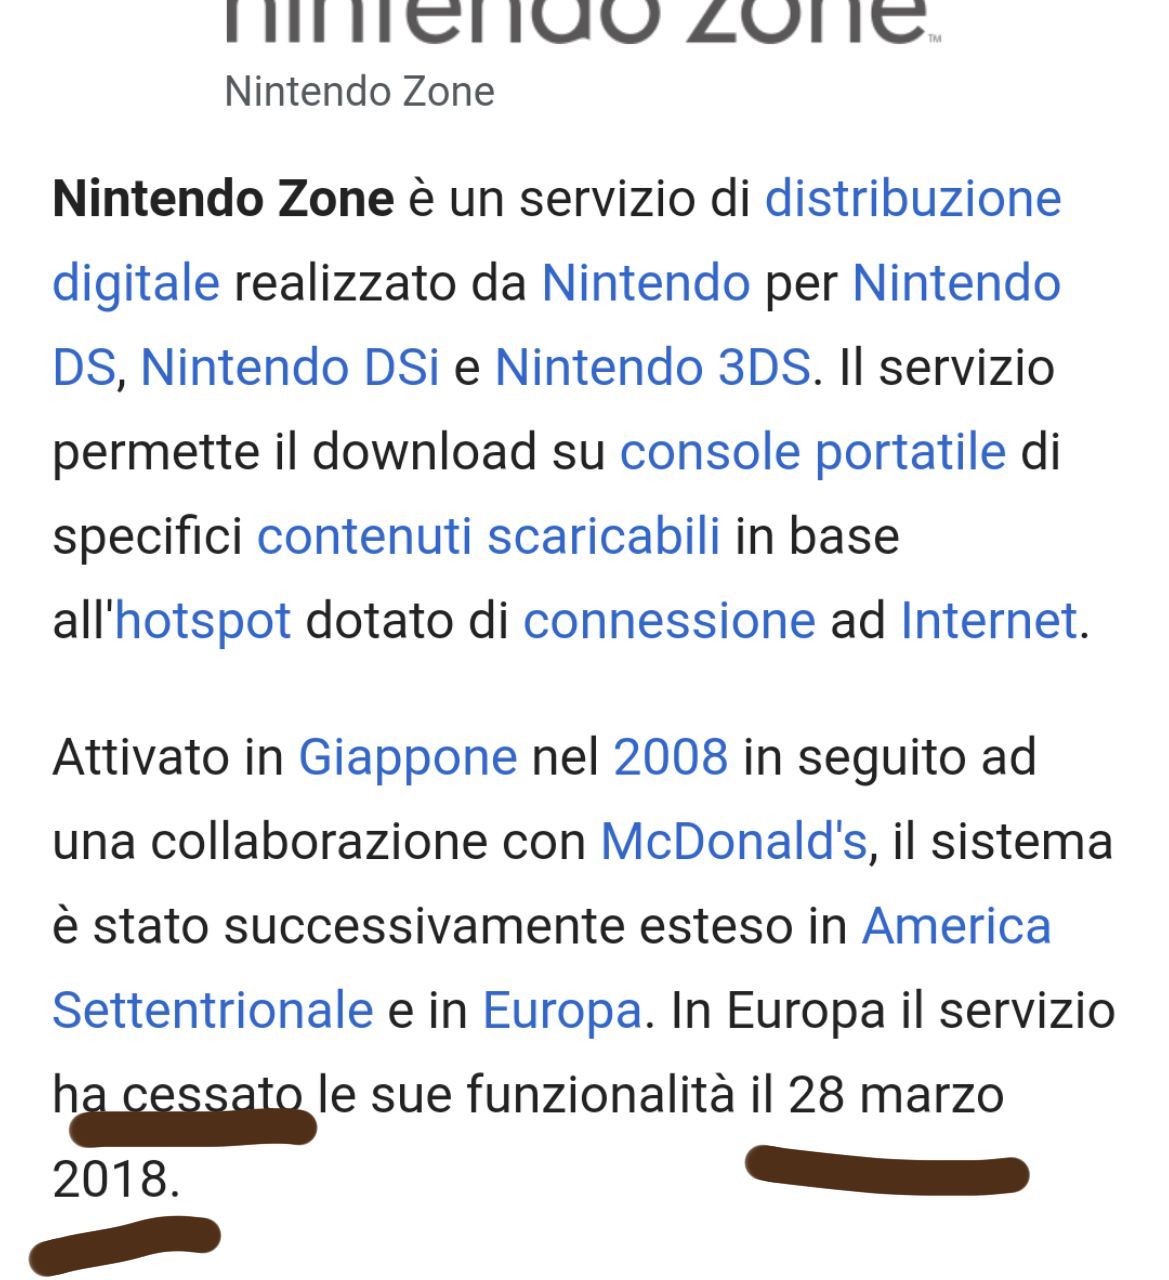 nintendo zone™
Nintendo Zone
Nintendo Zone è un servizio di distribuzione
digitale realizzato da Nintendo per Nintendo
DS, Nintendo DSi e Nintendo 3DS. Il servizio
permette il download su console portatile di
specifici contenuti scaricabili in base
all'hotspot dotato di connessione ad Internet.
Attivato in Giappone nel 2008 in seguito ad
una collaborazione con McDonald's, il sistema
è stato successivamente esteso in America
Settentrionale e in Europa. In Europa il servizio
ha cessato le sue funzionalità il 28 marzo
2018.